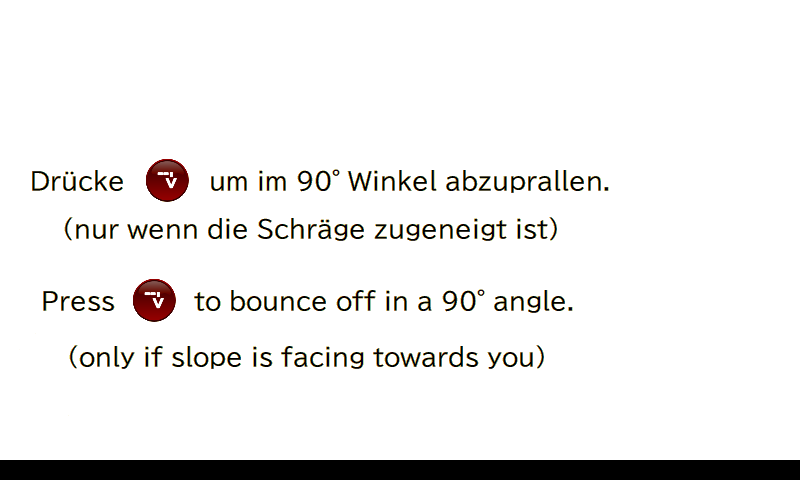 Drücke um im 90° Winkel abzuprallen.
(nur wenn die Schräge zugeneigt ist)
Press to bounce off in a 90° angle.
(only if slope is facing towards you)